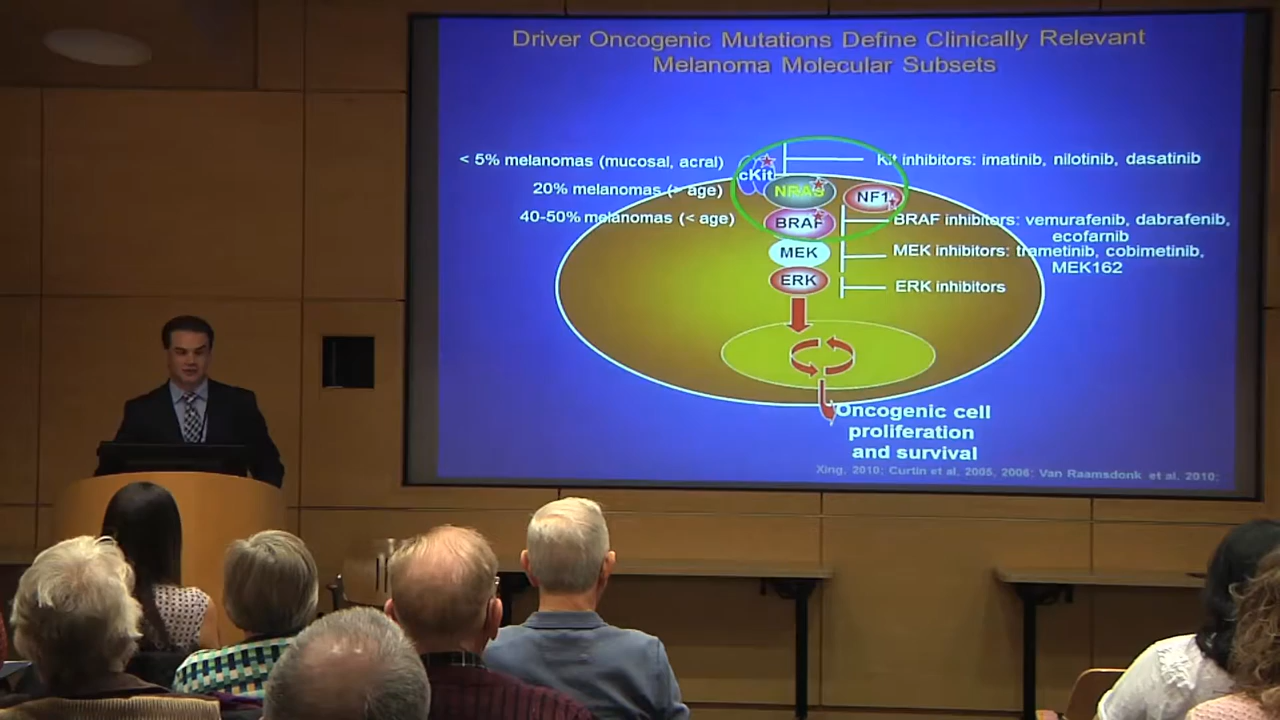 Driver Oncogenic Mutations Define Clinically Relevant
Melanoma Molecular Subsets
< 5% melanomas (mucosal, acral)
cKit
Kit inhibitors: imatinib, nilotinib, dasatinib
20% melanomas (> age)
NRAS
NF1
40-50% melanomas (< age)
BRAF
BRAF inhibitors: vemurafenib, dabrafenib,
ecofarnib
MEK
MEK inhibitors: trametinib, cobimetinib,
MEK162
ERK
ERK inhibitors
Oncogenic cell
proliferation
and survival
Xing, 2010; Curtin et al, 2005, 2006; Van Raamsdonk et al. 2010;